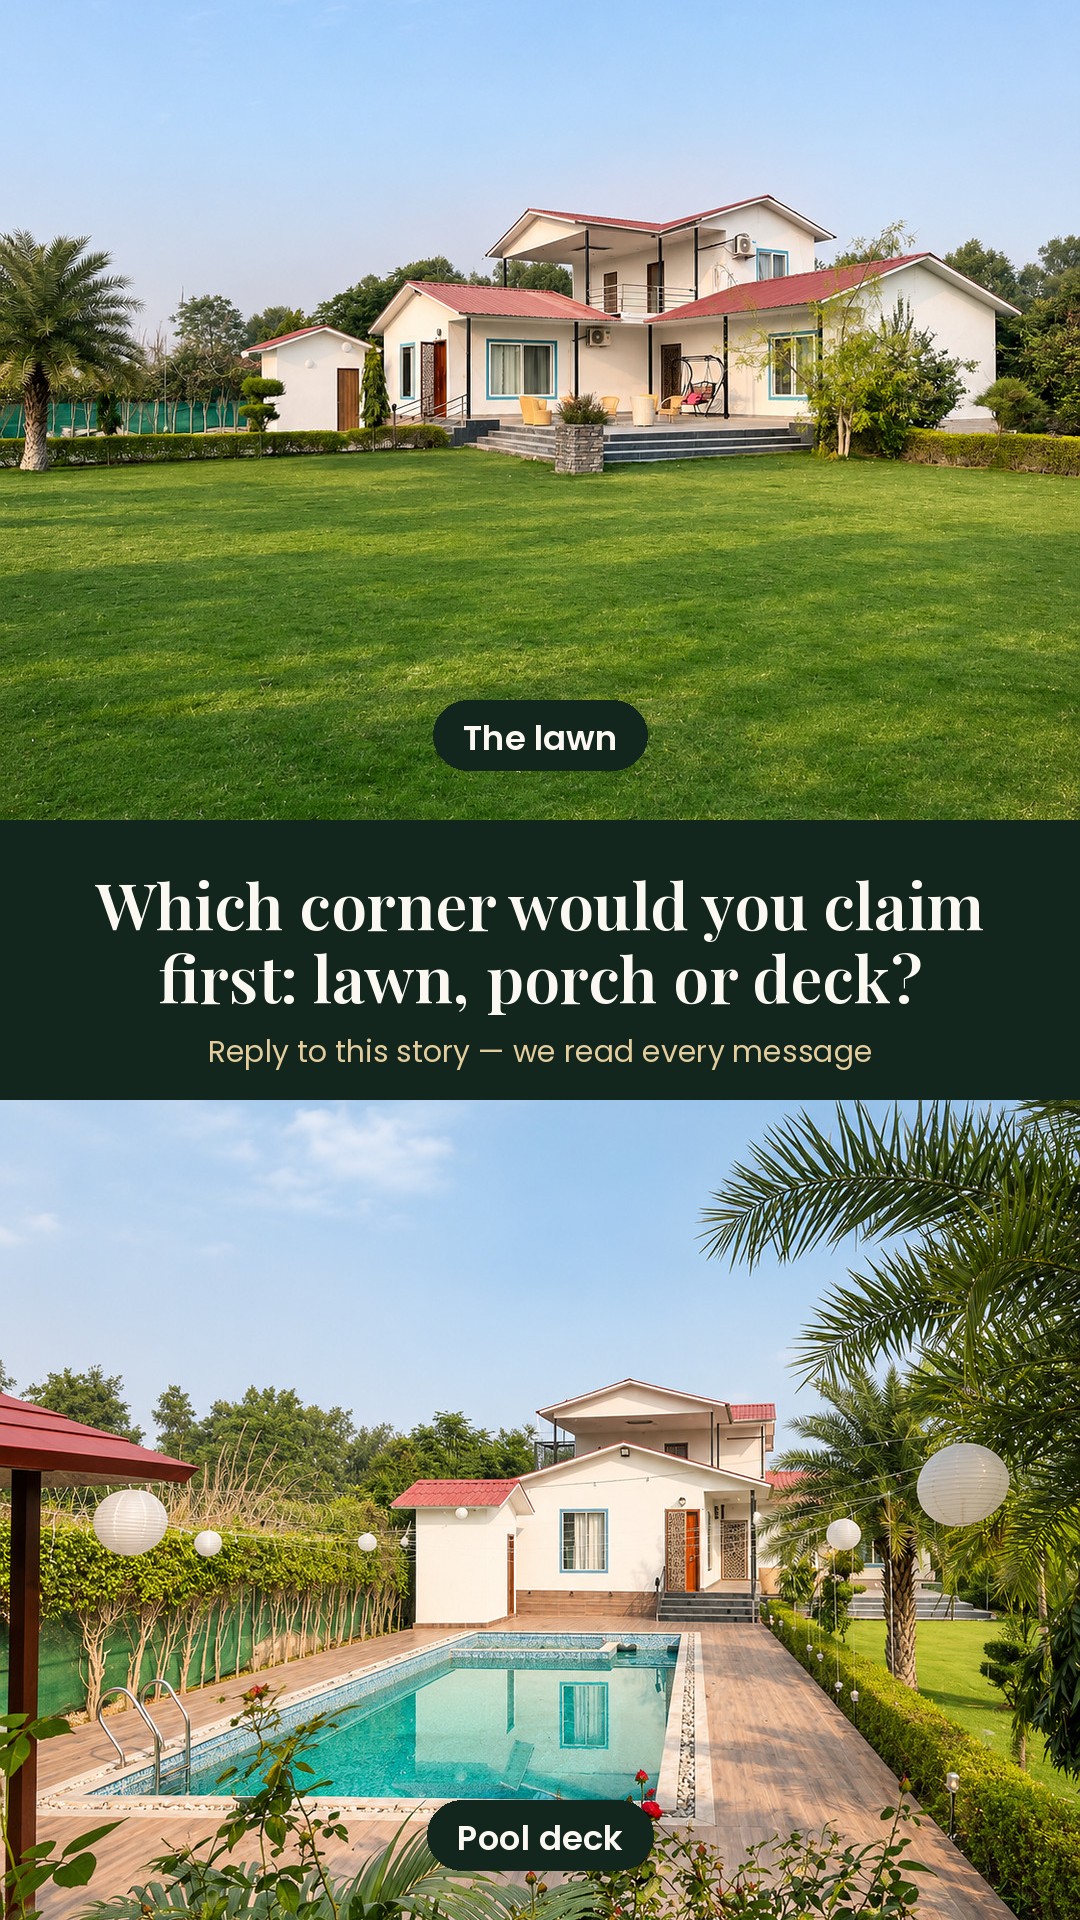 The lawn
Which corner would you claim
first: lawn, porch or deck?
Reply to this story — we read every message
Pool deck